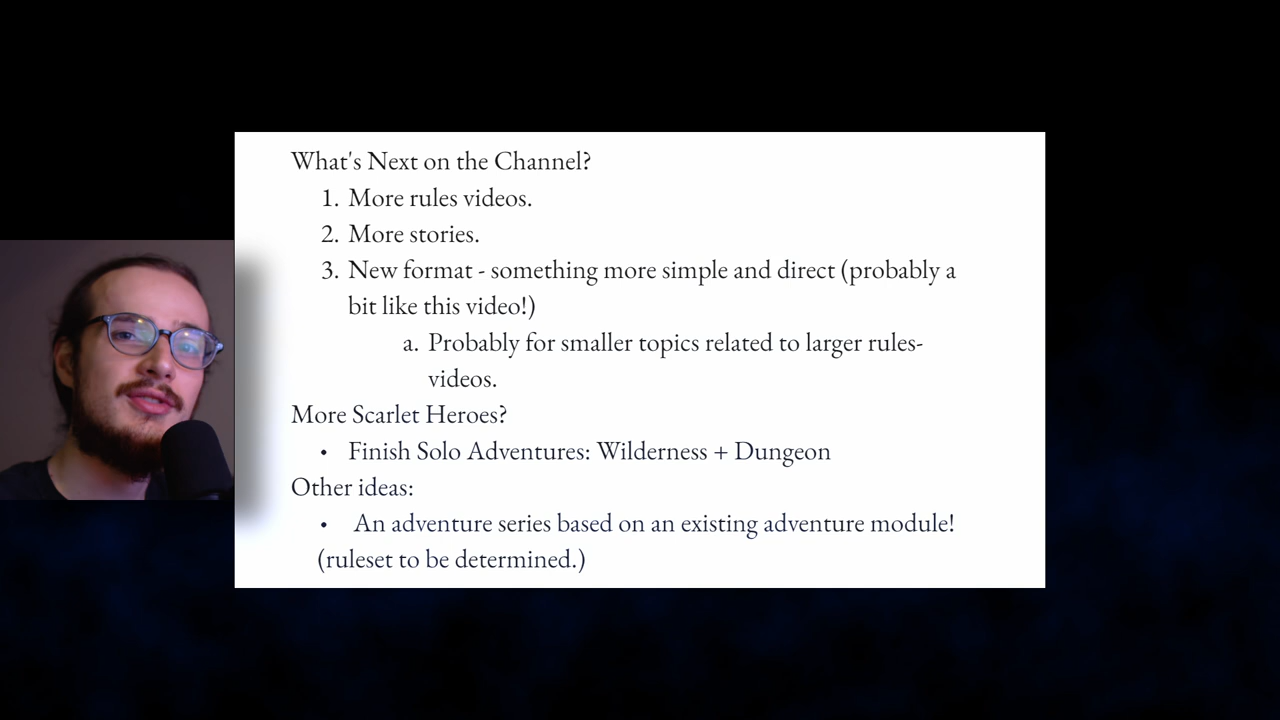 What's Next on the Channel?
1. More rules videos.
2. More stories.
3. New format - something more simple and direct (probably a
bit like this video!)
a. Probably for smaller topics related to larger rules-
videos.
More Scarlet Heroes?
• Finish Solo Adventures: Wilderness + Dungeon
Other ideas:
• An adventure series based on an existing adventure module!
(ruleset to be determined.)